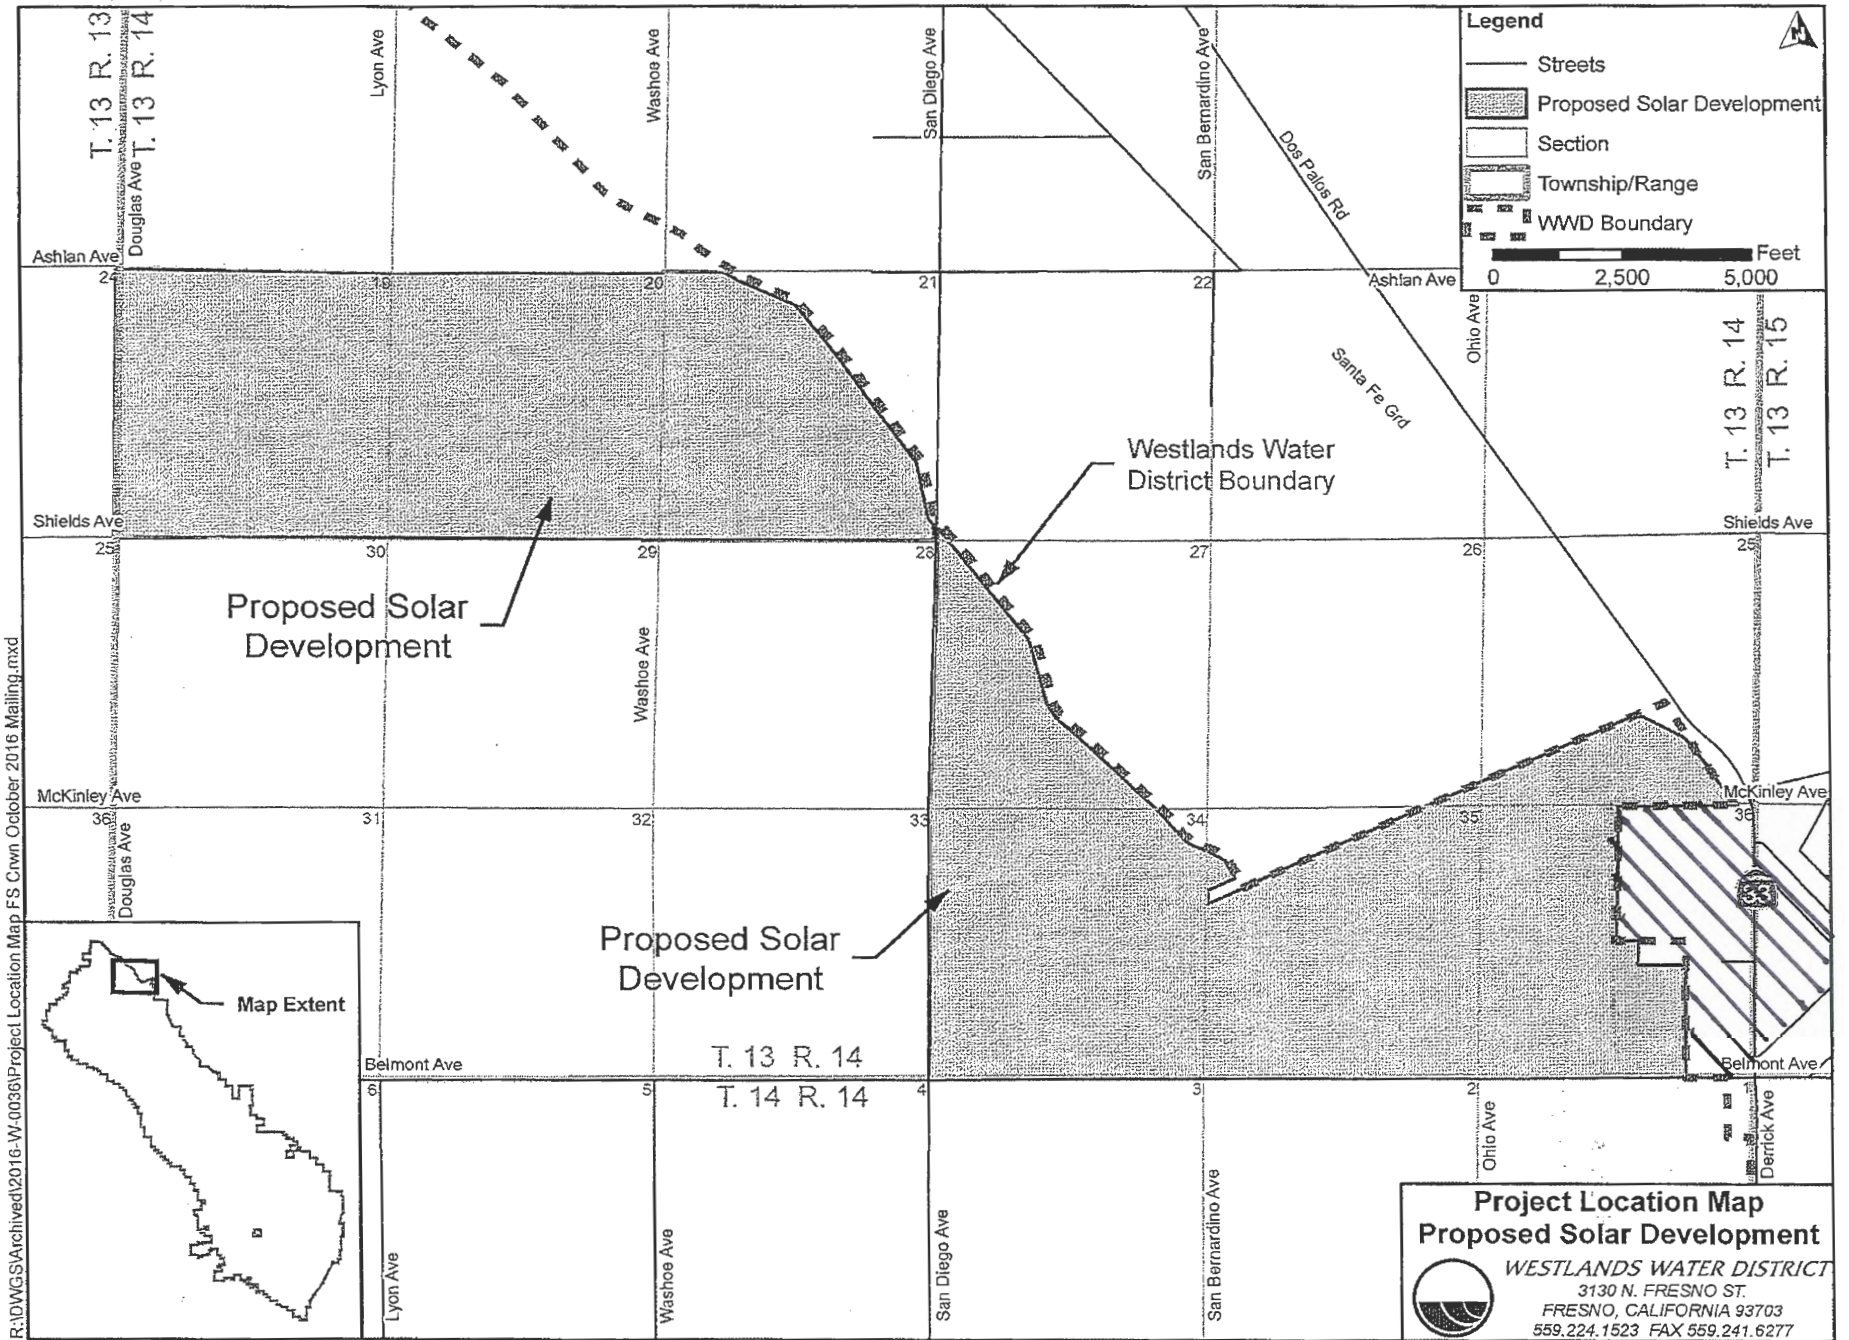 T. 13 R. 13
T. 13 R. 14
Douglas Ave
Lyon Ave
Washoe Ave
San Diego Ave
San Bernardino Ave
Dos Palos Rd
Legend
N
Streets
Proposed Solar Development
Section
Township/Range
WWD Boundary
Feet
0 2,500 5,000
Ashlan Ave
24 19 20 21 22
Ashlan Ave
Ohio Ave
T. 13 R. 14
T. 13 R. 15
Santa Fe Grd
Westlands Water
District Boundary
Shields Ave
Shields Ave
25 30 29 28 27 26 25
Proposed Solar
Development
Washoe Ave
McKinley Ave
McKinley Ave
36 31 32 33 34 35 36
Douglas Ave
33
Proposed Solar
Development
Map Extent
Belmont Ave
T. 13 R. 14
T. 14 R. 14
Belmont Ave
6 5 4 3 2 1
Ohio Ave
Derrick Ave
Lyon Ave
Washoe Ave
San Diego Ave
San Bernardino Ave
Project Location Map
Proposed Solar Development
WESTLANDS WATER DISTRICT
3130 N. FRESNO ST.
FRESNO, CALIFORNIA 93703
559.224.1523 FAX 559.241.6277
R:\DWGS\Archived\2016-W-0036\Project Location Map FS Crwn October 2016 Mailing.mxd